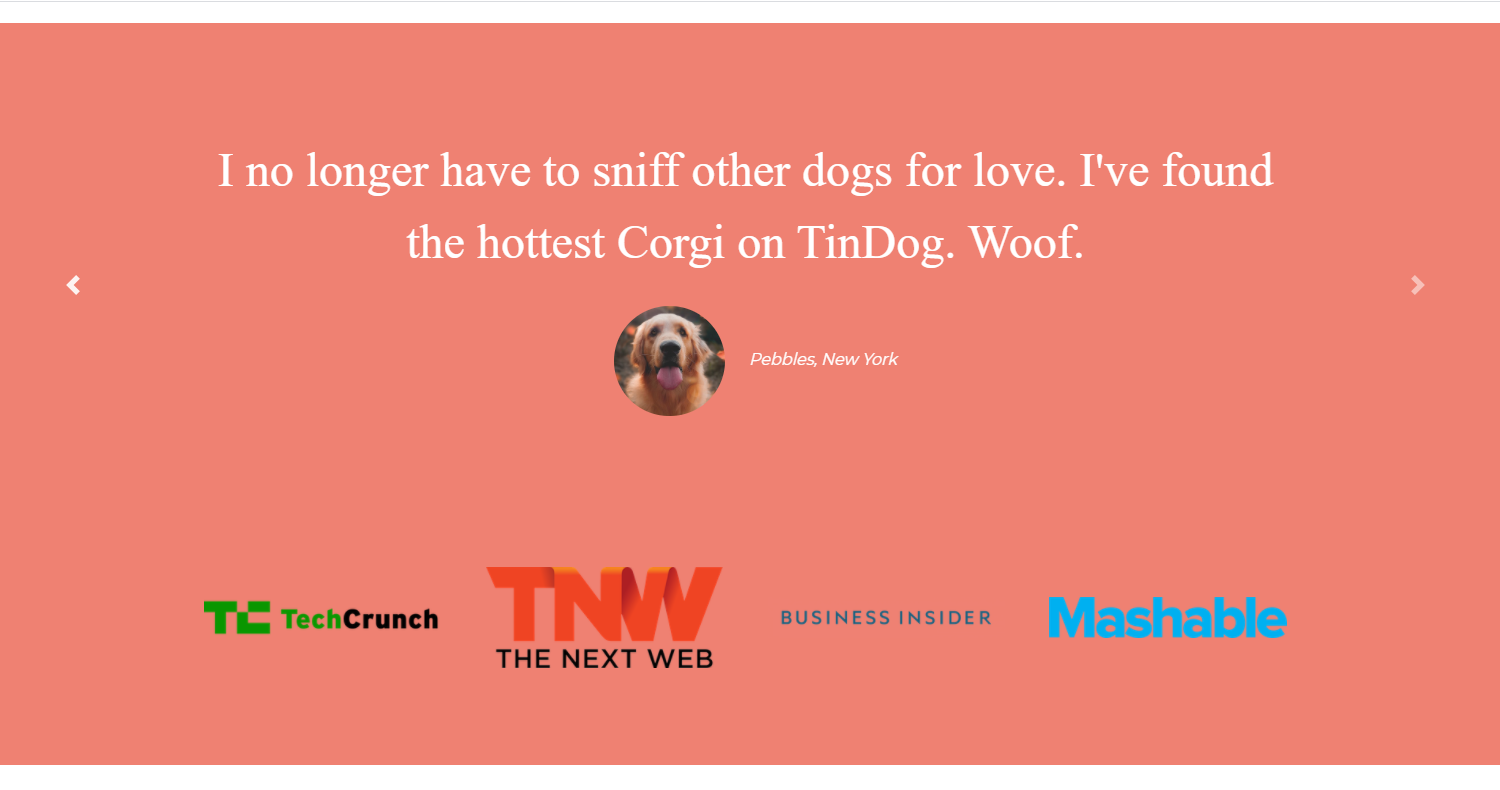 I no longer have to sniff other dogs for love. I've found
the hottest Corgi on TinDog. Woof.
Pebbles, New York
TC TechCrunch
TNW
THE NEXT WEB
BUSINESS INSIDER
Mashable